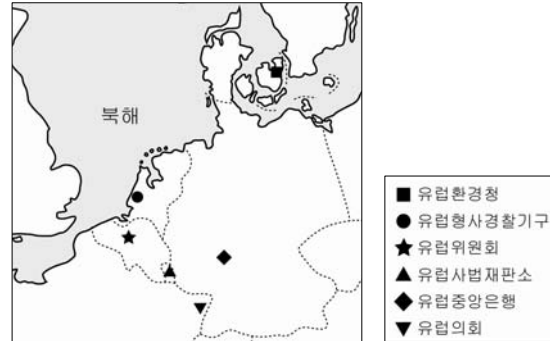 북해
■ 유럽환경청
● 유럽형사경찰기구
★ 유럽위원회
▲ 유럽사법재판소
◆ 유럽중앙은행
▼ 유럽의회